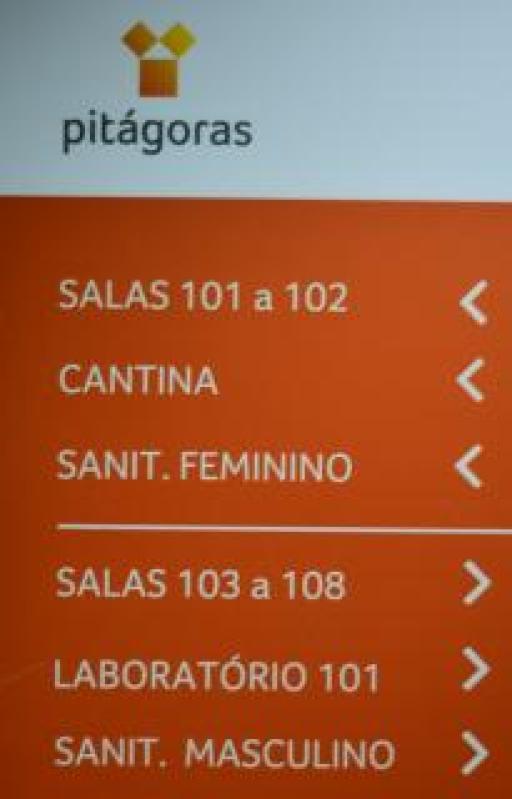 pitágoras
SALAS 101 a 102
CANTINA
SANIT. FEMININO
SALAS 103 a 108
LABORATÓRIO 101
SANIT. MASCULINO